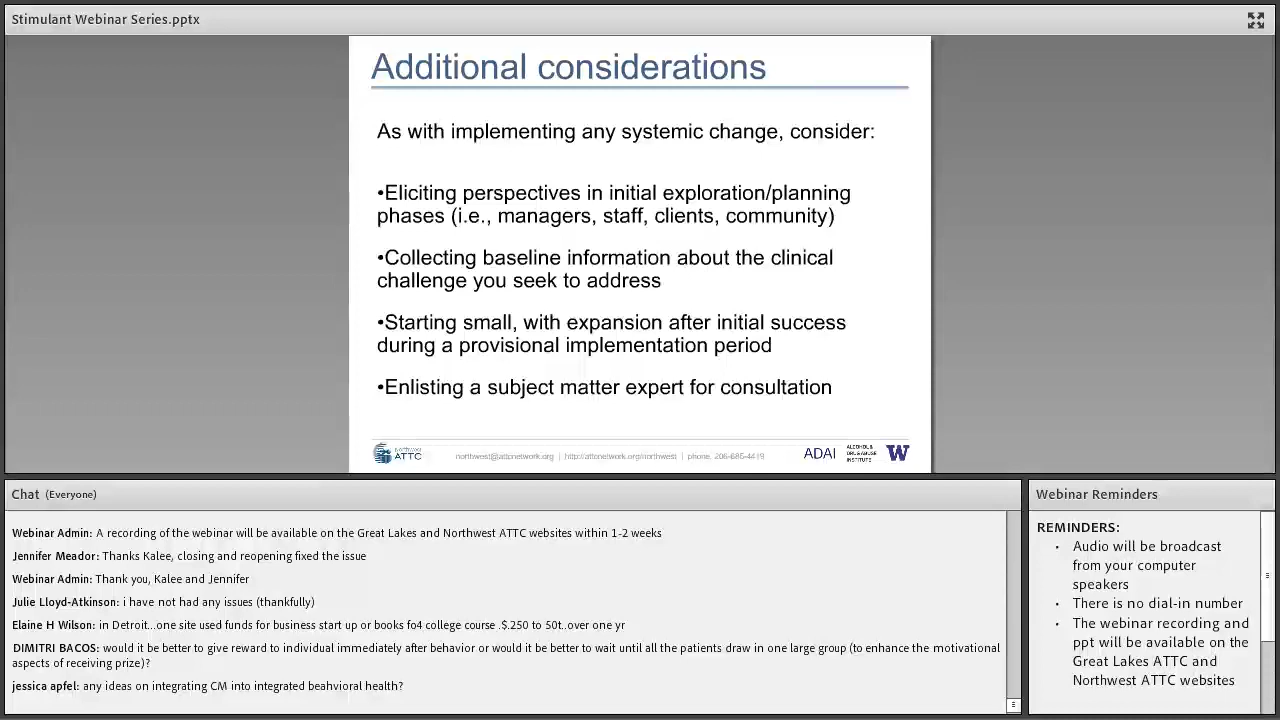 Stimulant Webinar Series.pptx
Additional considerations
As with implementing any systemic change, consider:
•Eliciting perspectives in initial exploration/planning
phases (i.e., managers, staff, clients, community)
•Collecting baseline information about the clinical
challenge you seek to address
•Starting small, with expansion after initial success
during a provisional implementation period
•Enlisting a subject matter expert for consultation
Northwest
ATTC
northwest@attcnetwork.org | http://attcnetwork.org/northwest | phone. 206-685-4419
ADAI
ALCOHOL &
DRUG ABUSE
INSTITUTE
W
Chat (Everyone)
Webinar Admin: A recording of the webinar will be available on the Great Lakes and Northwest ATTC websites within 1-2 weeks
Jennifer Meador: Thanks Kalee, closing and reopening fixed the issue
Webinar Admin: Thank you, Kalee and Jennifer
Julie Lloyd-Atkinson: i have not had any issues (thankfully)
Elaine H Wilson: in Detroit...one site used funds for business start up or books fo4 college course .$.250 to 50t..over one yr
DIMITRI BACOS: would it be better to give reward to individual immediately after behavior or would it be better to wait until all the patients draw in one large group (to enhance the motivational
aspects of receiving prize)?
jessica apfel: any ideas on integrating CM into integrated beahvioral health?
Webinar Reminders
REMINDERS:
• Audio will be broadcast
from your computer
speakers
• There is no dial-in number
• The webinar recording and
ppt will be available on the
Great Lakes ATTC and
Northwest ATTC websites